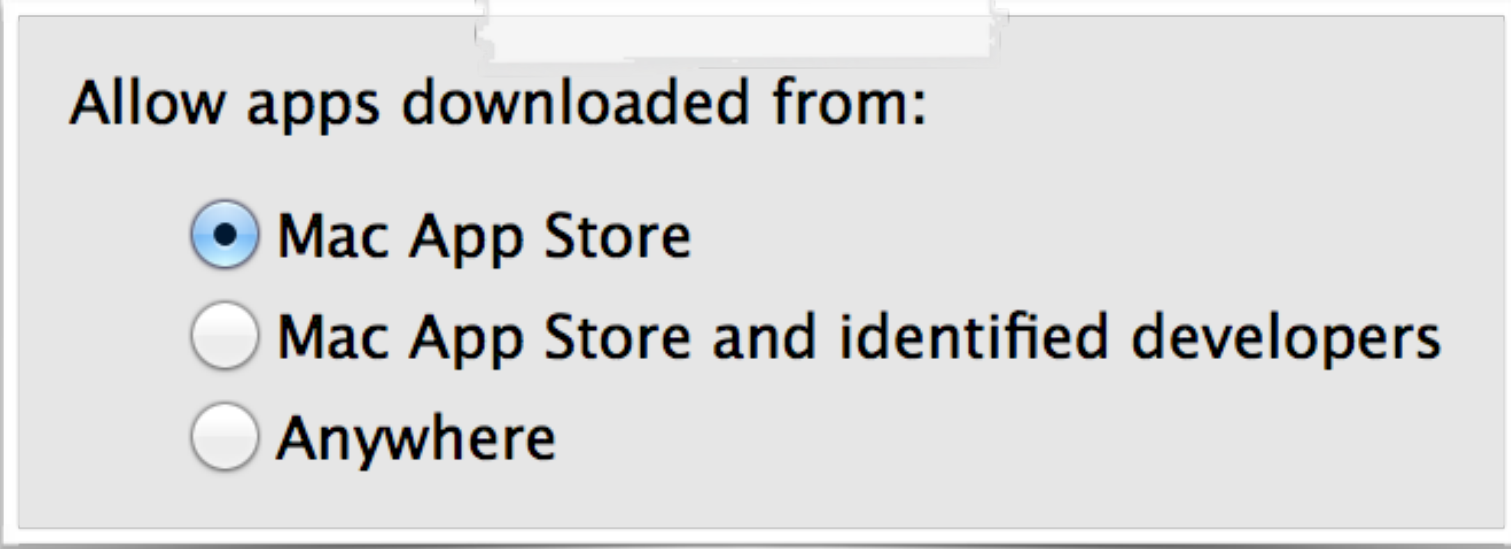 Allow apps downloaded from:
Mac App Store
Mac App Store and identified developers
Anywhere